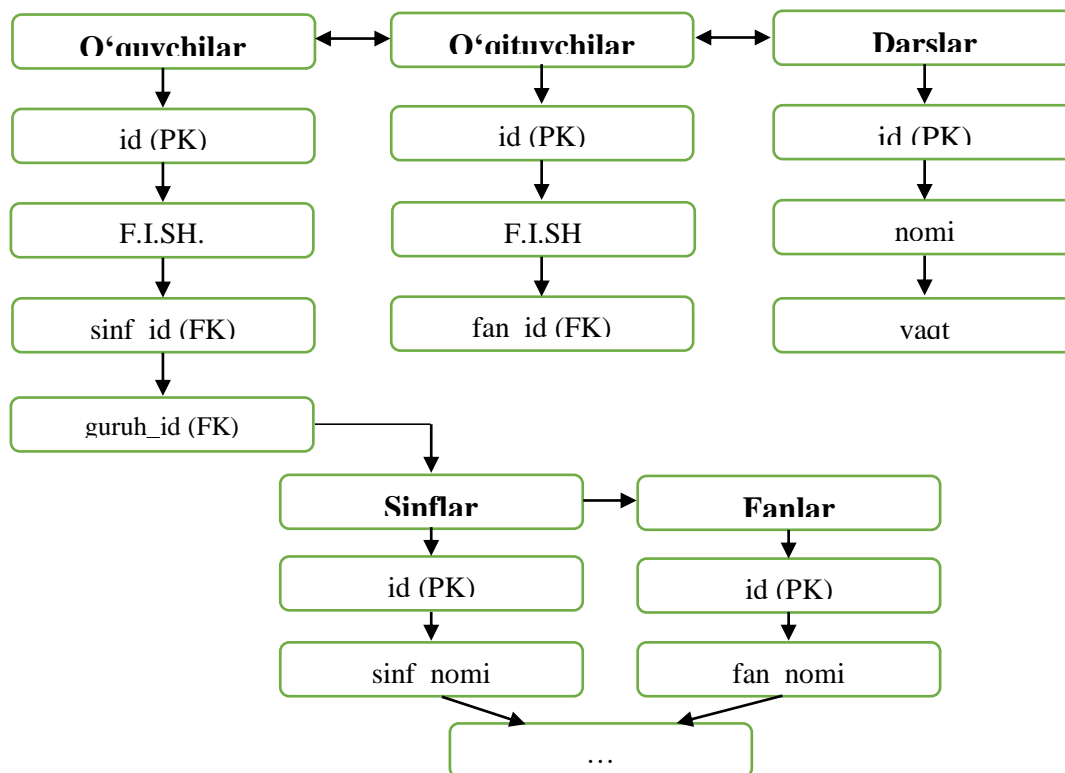 O‘quvchilar
O‘qituvchilar
Darslar
id (PK)
id (PK)
id (PK)
F.I.SH.
F.I.SH
nomi
sinf_id (FK)
fan_id (FK)
vaqt
guruh_id (FK)
Sinflar
Fanlar
id (PK)
id (PK)
sinf_nomi
fan_nomi
…